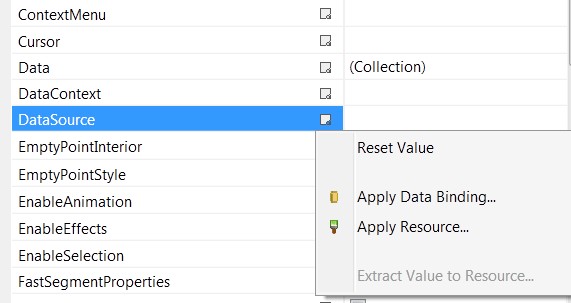 ContextMenu
Cursor
Data (Collection)
DataContext
DataSource
EmptyPointInterior Reset Value
EmptyPointStyle
EnableAnimation Apply Data Binding...
EnableEffects Apply Resource...
EnableSelection
FastSegmentProperties Extract Value to Resource...